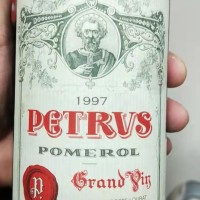 1997
PETRVS
POMEROL
Grand Vin